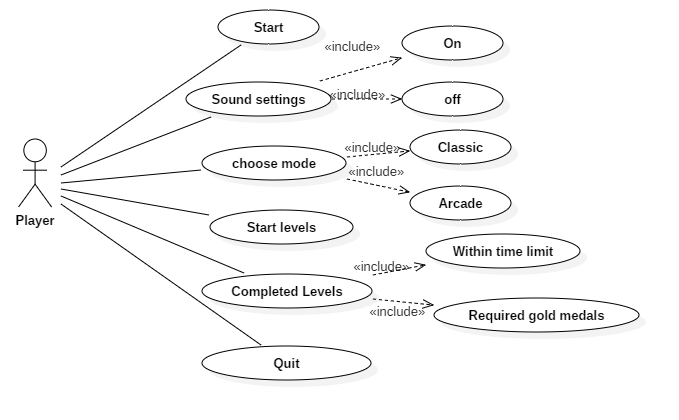 Start
«include»
On
Sound settings
«include»
off
choose mode
«include»
Classic
«include»
Arcade
Player
Start levels
Within time limit
«include»
Completed Levels
«include»
Required gold medals
Quit